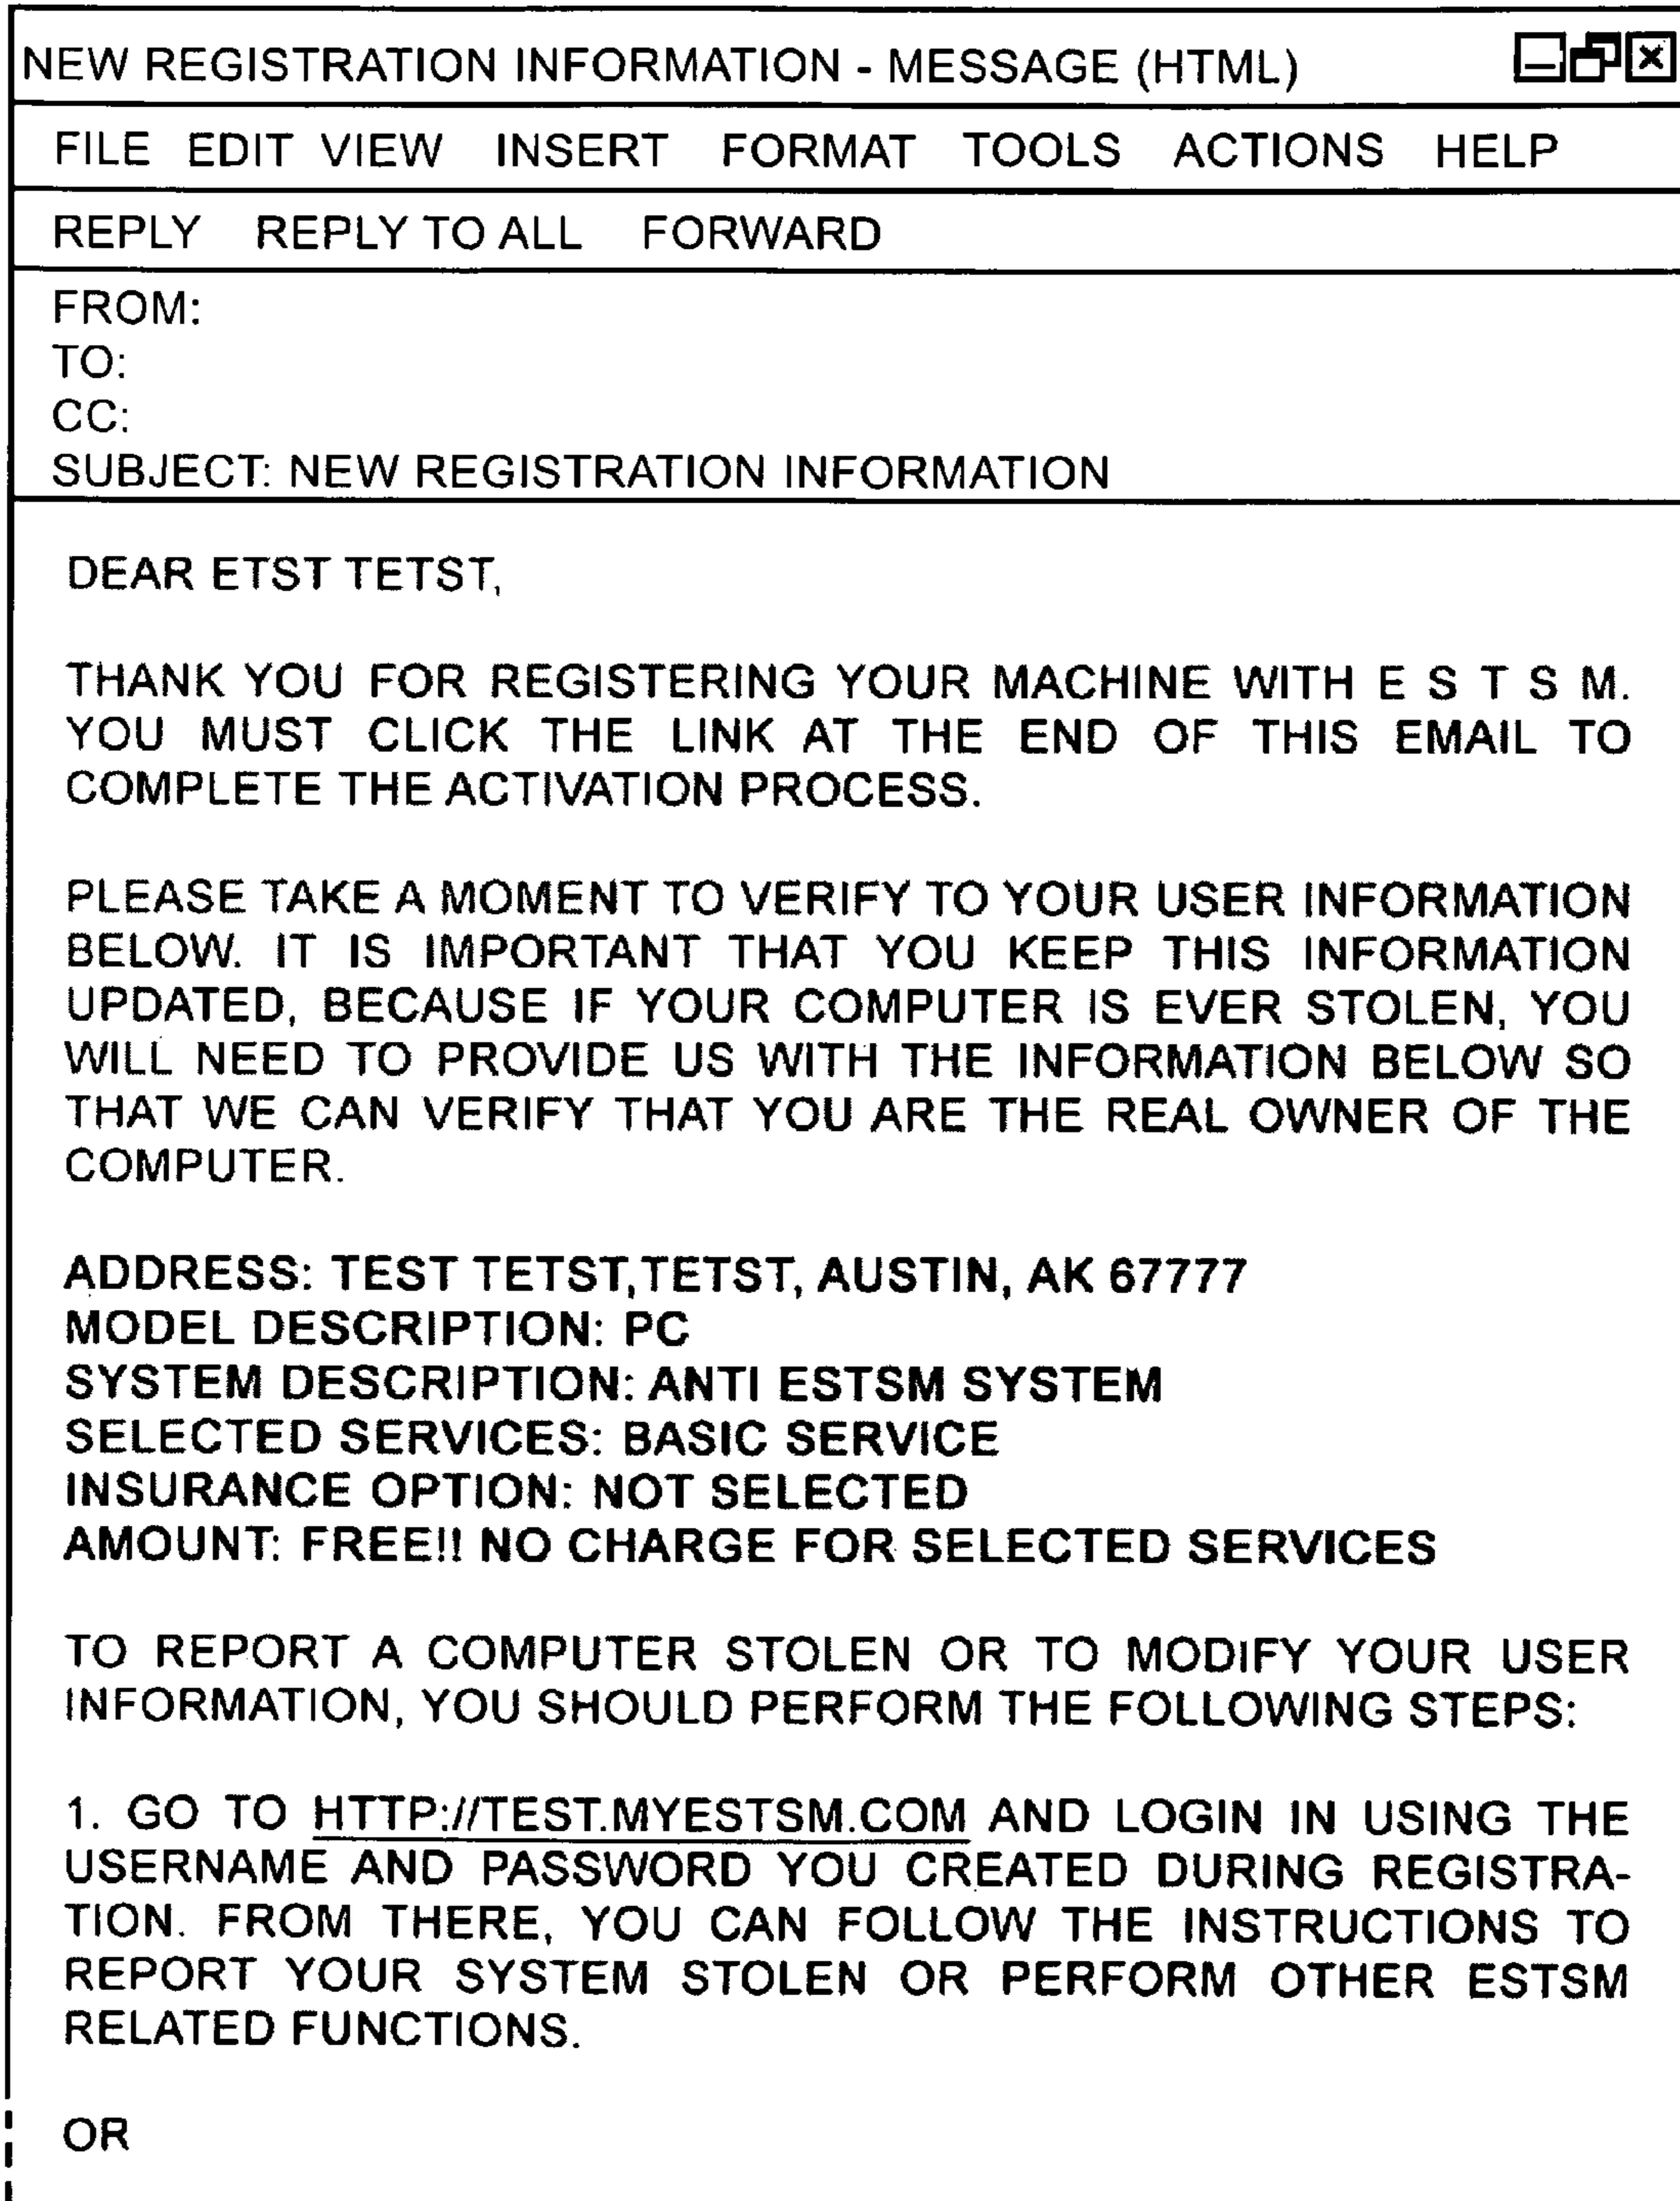 NEW REGISTRATION INFORMATION - MESSAGE (HTML)
FILE EDIT VIEW INSERT FORMAT TOOLS ACTIONS HELP
REPLY REPLY TO ALL FORWARD
FROM:
TO:
CC:
SUBJECT: NEW REGISTRATION INFORMATION
DEAR ETST TETST,
THANK YOU FOR REGISTERING YOUR MACHINE WITH E S T S M.
YOU MUST CLICK THE LINK AT THE END OF THIS EMAIL TO
COMPLETE THE ACTIVATION PROCESS.
PLEASE TAKE A MOMENT TO VERIFY TO YOUR USER INFORMATION
BELOW. IT IS IMPORTANT THAT YOU KEEP THIS INFORMATION
UPDATED, BECAUSE IF YOUR COMPUTER IS EVER STOLEN, YOU
WILL NEED TO PROVIDE US WITH THE INFORMATION BELOW SO
THAT WE CAN VERIFY THAT YOU ARE THE REAL OWNER OF THE
COMPUTER.
ADDRESS: TEST TETST,TETST, AUSTIN, AK 67777
MODEL DESCRIPTION: PC
SYSTEM DESCRIPTION: ANTI ESTSM SYSTEM
SELECTED SERVICES: BASIC SERVICE
INSURANCE OPTION: NOT SELECTED
AMOUNT: FREE!! NO CHARGE FOR SELECTED SERVICES
TO REPORT A COMPUTER STOLEN OR TO MODIFY YOUR USER
INFORMATION, YOU SHOULD PERFORM THE FOLLOWING STEPS:
1. GO TO HTTP://TEST.MYESTSM.COM AND LOGIN IN USING THE
USERNAME AND PASSWORD YOU CREATED DURING REGISTRA-
TION. FROM THERE, YOU CAN FOLLOW THE INSTRUCTIONS TO
REPORT YOUR SYSTEM STOLEN OR PERFORM OTHER ESTSM
RELATED FUNCTIONS.
OR